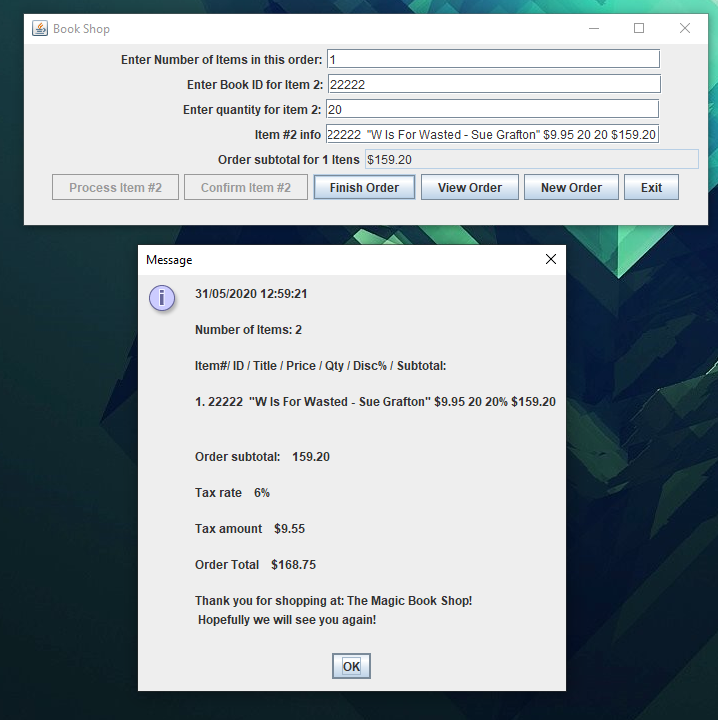 Book Shop
Enter Number of Items in this order: 1
Enter Book ID for Item 2: 22222
Enter quantity for item 2: 20
Item #2 info 22222 "W Is For Wasted - Sue Grafton" $9.95 20 20 $159.20
Order subtotal for 1 Itens $159.20
Process Item #2 Confirm Item #2 Finish Order View Order New Order Exit
Message
31/05/2020 12:59:21
Number of Items: 2
Item#/ ID / Title / Price / Qty / Disc% / Subtotal:
1. 22222 "W Is For Wasted - Sue Grafton" $9.95 20 20% $159.20
Order subtotal: 159.20
Tax rate 6%
Tax amount $9.55
Order Total $168.75
Thank you for shopping at: The Magic Book Shop!
Hopefully we will see you again!
OK